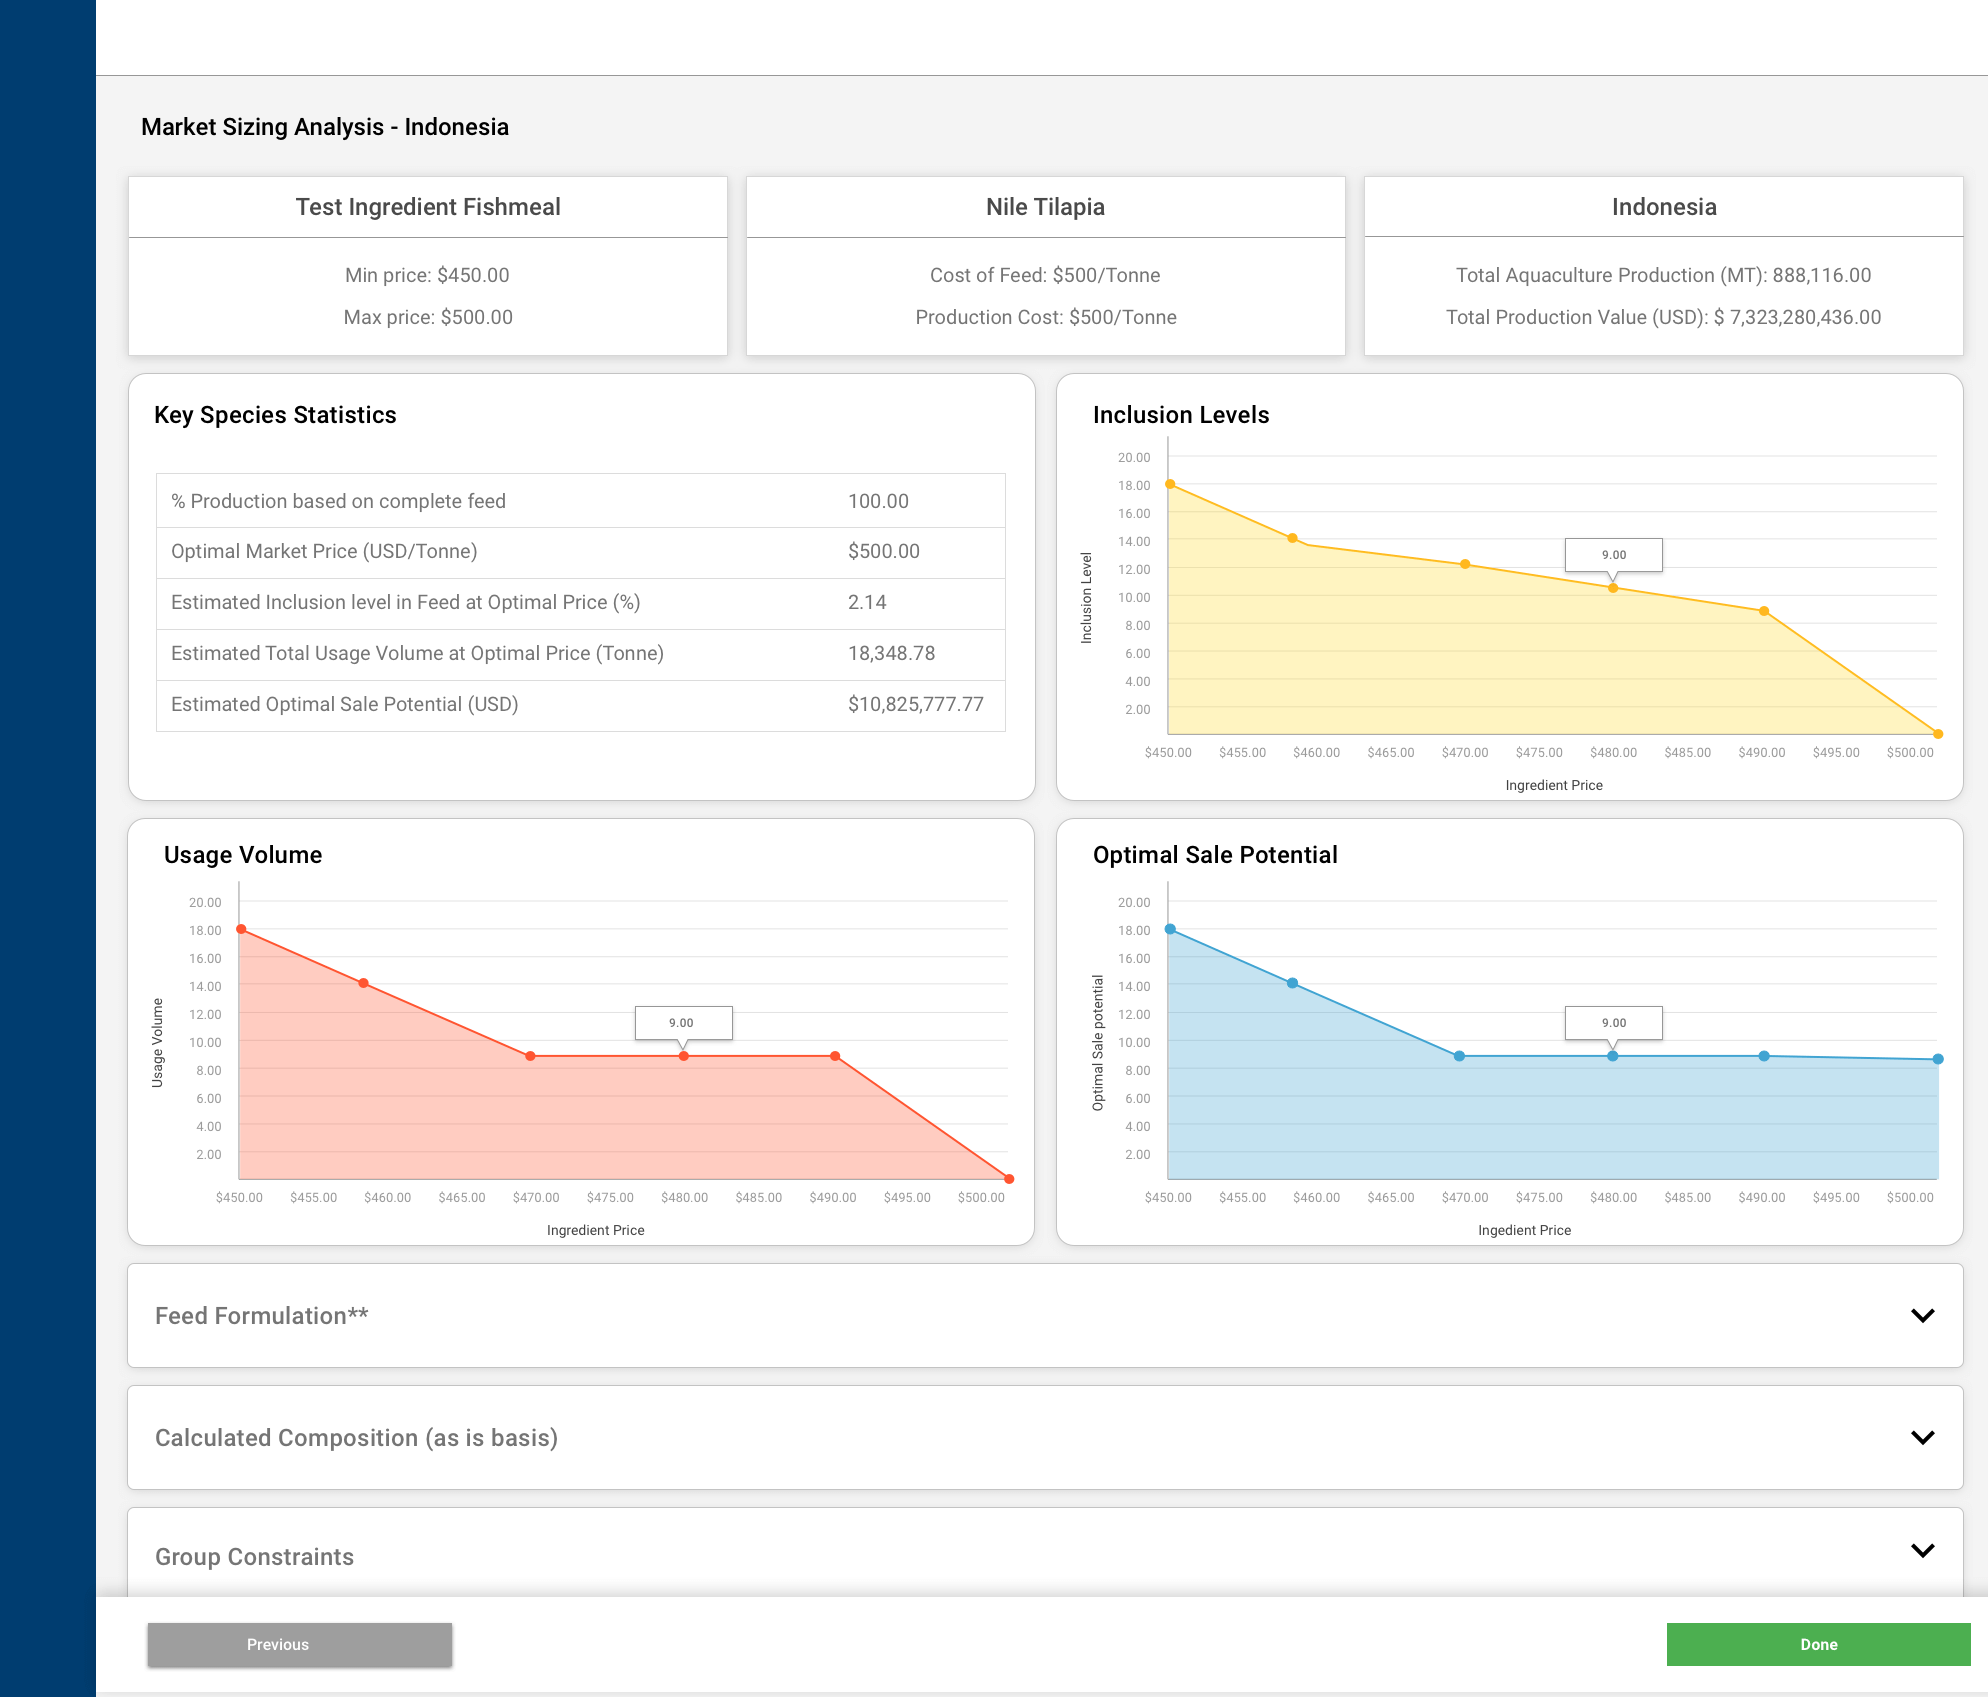 Market Sizing Analysis - Indonesia
Test Ingredient Fishmeal
Min price: $450.00
Max price: $500.00
Nile Tilapia
Cost of Feed: $500/Tonne
Production Cost: $500/Tonne
Indonesia
Total Aquaculture Production (MT): 888,116.00
Total Production Value (USD): $ 7,323,280,436.00
Key Species Statistics
% Production based on complete feed 100.00
Optimal Market Price (USD/Tonne) $500.00
Estimated Inclusion level in Feed at Optimal Price (%) 2.14
Estimated Total Usage Volume at Optimal Price (Tonne) 18,348.78
Estimated Optimal Sale Potential (USD) $10,825,777.77
Inclusion Levels
Inclusion Level
20.00
18.00
16.00
14.00
12.00
10.00
8.00
6.00
4.00
2.00
9.00
$450.00 $455.00 $460.00 $465.00 $470.00 $475.00 $480.00 $485.00 $490.00 $495.00 $500.00
Ingredient Price
Usage Volume
Usage Volume
20.00
18.00
16.00
14.00
12.00
10.00
8.00
6.00
4.00
2.00
9.00
$450.00 $455.00 $460.00 $465.00 $470.00 $475.00 $480.00 $485.00 $490.00 $495.00 $500.00
Ingredient Price
Optimal Sale Potential
Optimal Sale potential
20.00
18.00
16.00
14.00
12.00
10.00
8.00
6.00
4.00
2.00
9.00
$450.00 $455.00 $460.00 $465.00 $470.00 $475.00 $480.00 $485.00 $490.00 $495.00 $500.00
Ingedient Price
Feed Formulation**
Calculated Composition (as is basis)
Group Constraints
Previous
Done